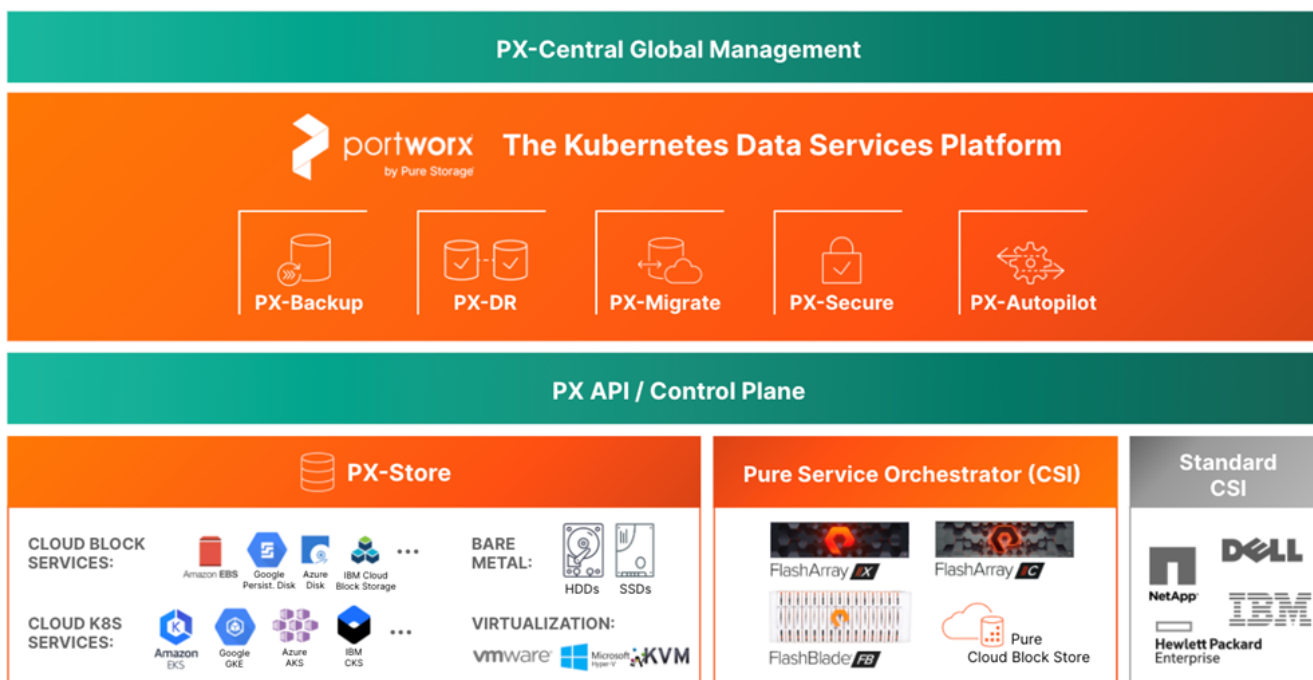 PX-Central Global Management
portworx
by Pure Storage
The Kubernetes Data Services Platform
PX-Backup
PX-DR
PX-Migrate
PX-Secure
PX-Autopilot
PX API / Control Plane
PX-Store
CLOUD BLOCK
SERVICES:
Amazon EBS
Google
Persist. Disk
Azure
Disk
IBM Cloud
Block Storage
...
BARE
METAL:
HDDs
SSDs
CLOUD K8S
SERVICES:
Amazon
EKS
Google
GKE
Azure
AKS
IBM
CKS
...
VIRTUALIZATION:
vmware
Microsoft
Hyper-V
KVM
Pure Service Orchestrator (CSI)
FlashArray //X
FlashArray //C
FlashBlade FB
Pure
Cloud Block Store
Standard
CSI
NetApp
DELL
IBM
Hewlett Packard
Enterprise